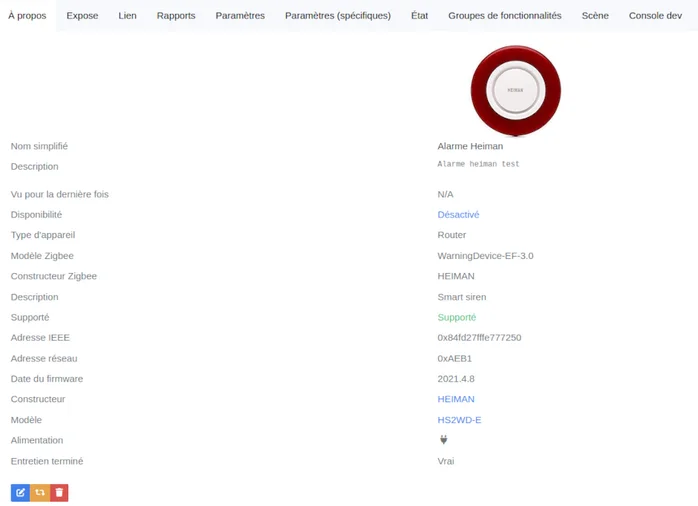 À propos Expose Lien Rapports Paramètres Paramètres (spécifiques) État Groupes de fonctionnalités Scène Console dev
HEIMAN
Nom simplifié Alarme Heiman
Description Alarme heiman test
Vu pour la dernière fois N/A
Disponibilité Désactivé
Type d'appareil Router
Modèle Zigbee WarningDevice-EF-3.0
Constructeur Zigbee HEIMAN
Description Smart siren
Supporté Supporté
Adresse IEEE 0x84fd27fffe777250
Adresse réseau 0xAEB1
Date du firmware 2021.4.8
Constructeur HEIMAN
Modèle HS2WD-E
Alimentation
Entretien terminé Vrai